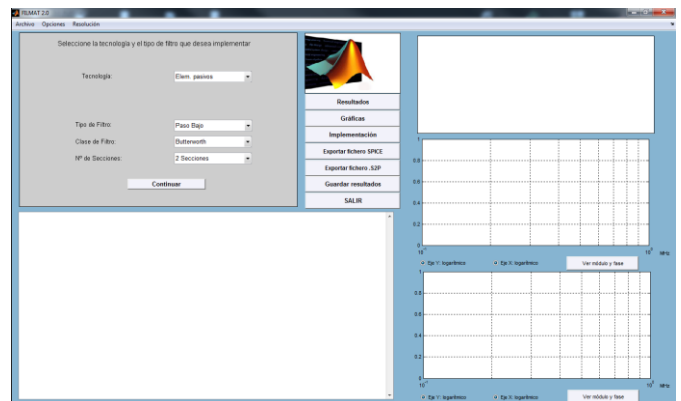 FILMAT 2.0
Archivo Opciones Resolución
Seleccione la tecnología y el tipo de filtro que desea implementar
Tecnología: Elem. pasivos
Tipo de Filtro: Paso Bajo
Clase de Filtro: Butterworth
Nº de Secciones: 2 Secciones
Continuar
Resultados
Gráficas
Implementación
Exportar fichero SPICE
Exportar fichero .S2P
Guardar resultados
SALIR
1
0.8
0.6
0.4
0.2
0
10
10
MHz
Eje Y: logarítmico Eje X: logarítmico Ver módulo y fase
1
0.8
0.6
0.4
0.2
0
10
10
MHz
Eje Y: logarítmico Eje X: logarítmico Ver módulo y fase